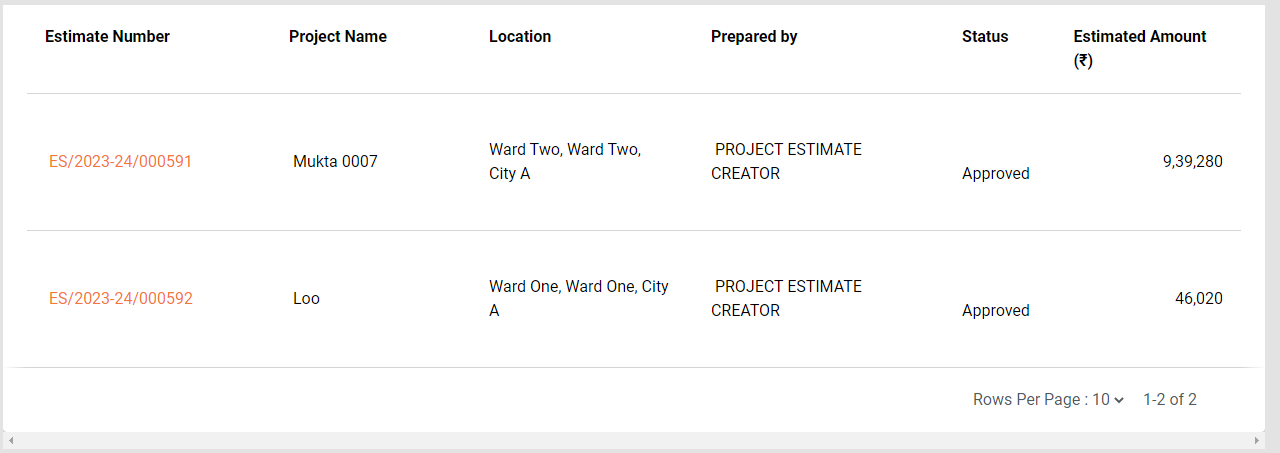 Estimate Number Project Name Location Prepared by Status Estimated Amount
(₹)
ES/2023-24/000591 Mukta 0007 Ward Two, Ward Two, PROJECT ESTIMATE 9,39,280
City A CREATOR Approved
ES/2023-24/000592 Loo Ward One, Ward One, City PROJECT ESTIMATE 46,020
A CREATOR Approved
Rows Per Page : 10 1-2 of 2